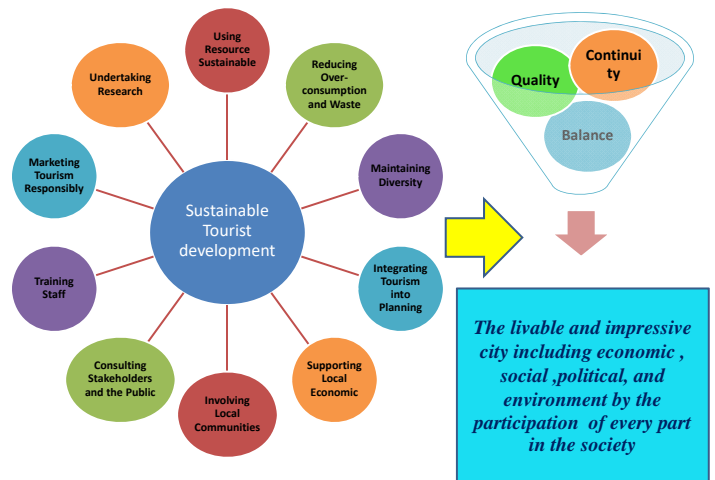 Using
Resource
Sustainable
Reducing
Over-
consumption
and Waste
Maintaining
Diversity
Integrating
Tourism
into
Planning
Supporting
Local
Economic
Involving
Local
Communities
Consulting
Stakeholders
and the Public
Training
Staff
Marketing
Tourism
Responsibly
Undertaking
Research
Sustainable
Tourist
development
Quality
Continui
ty
Balance
The livable and impressive
city including economic ,
social ,political, and
environment by the
participation of every part
in the society